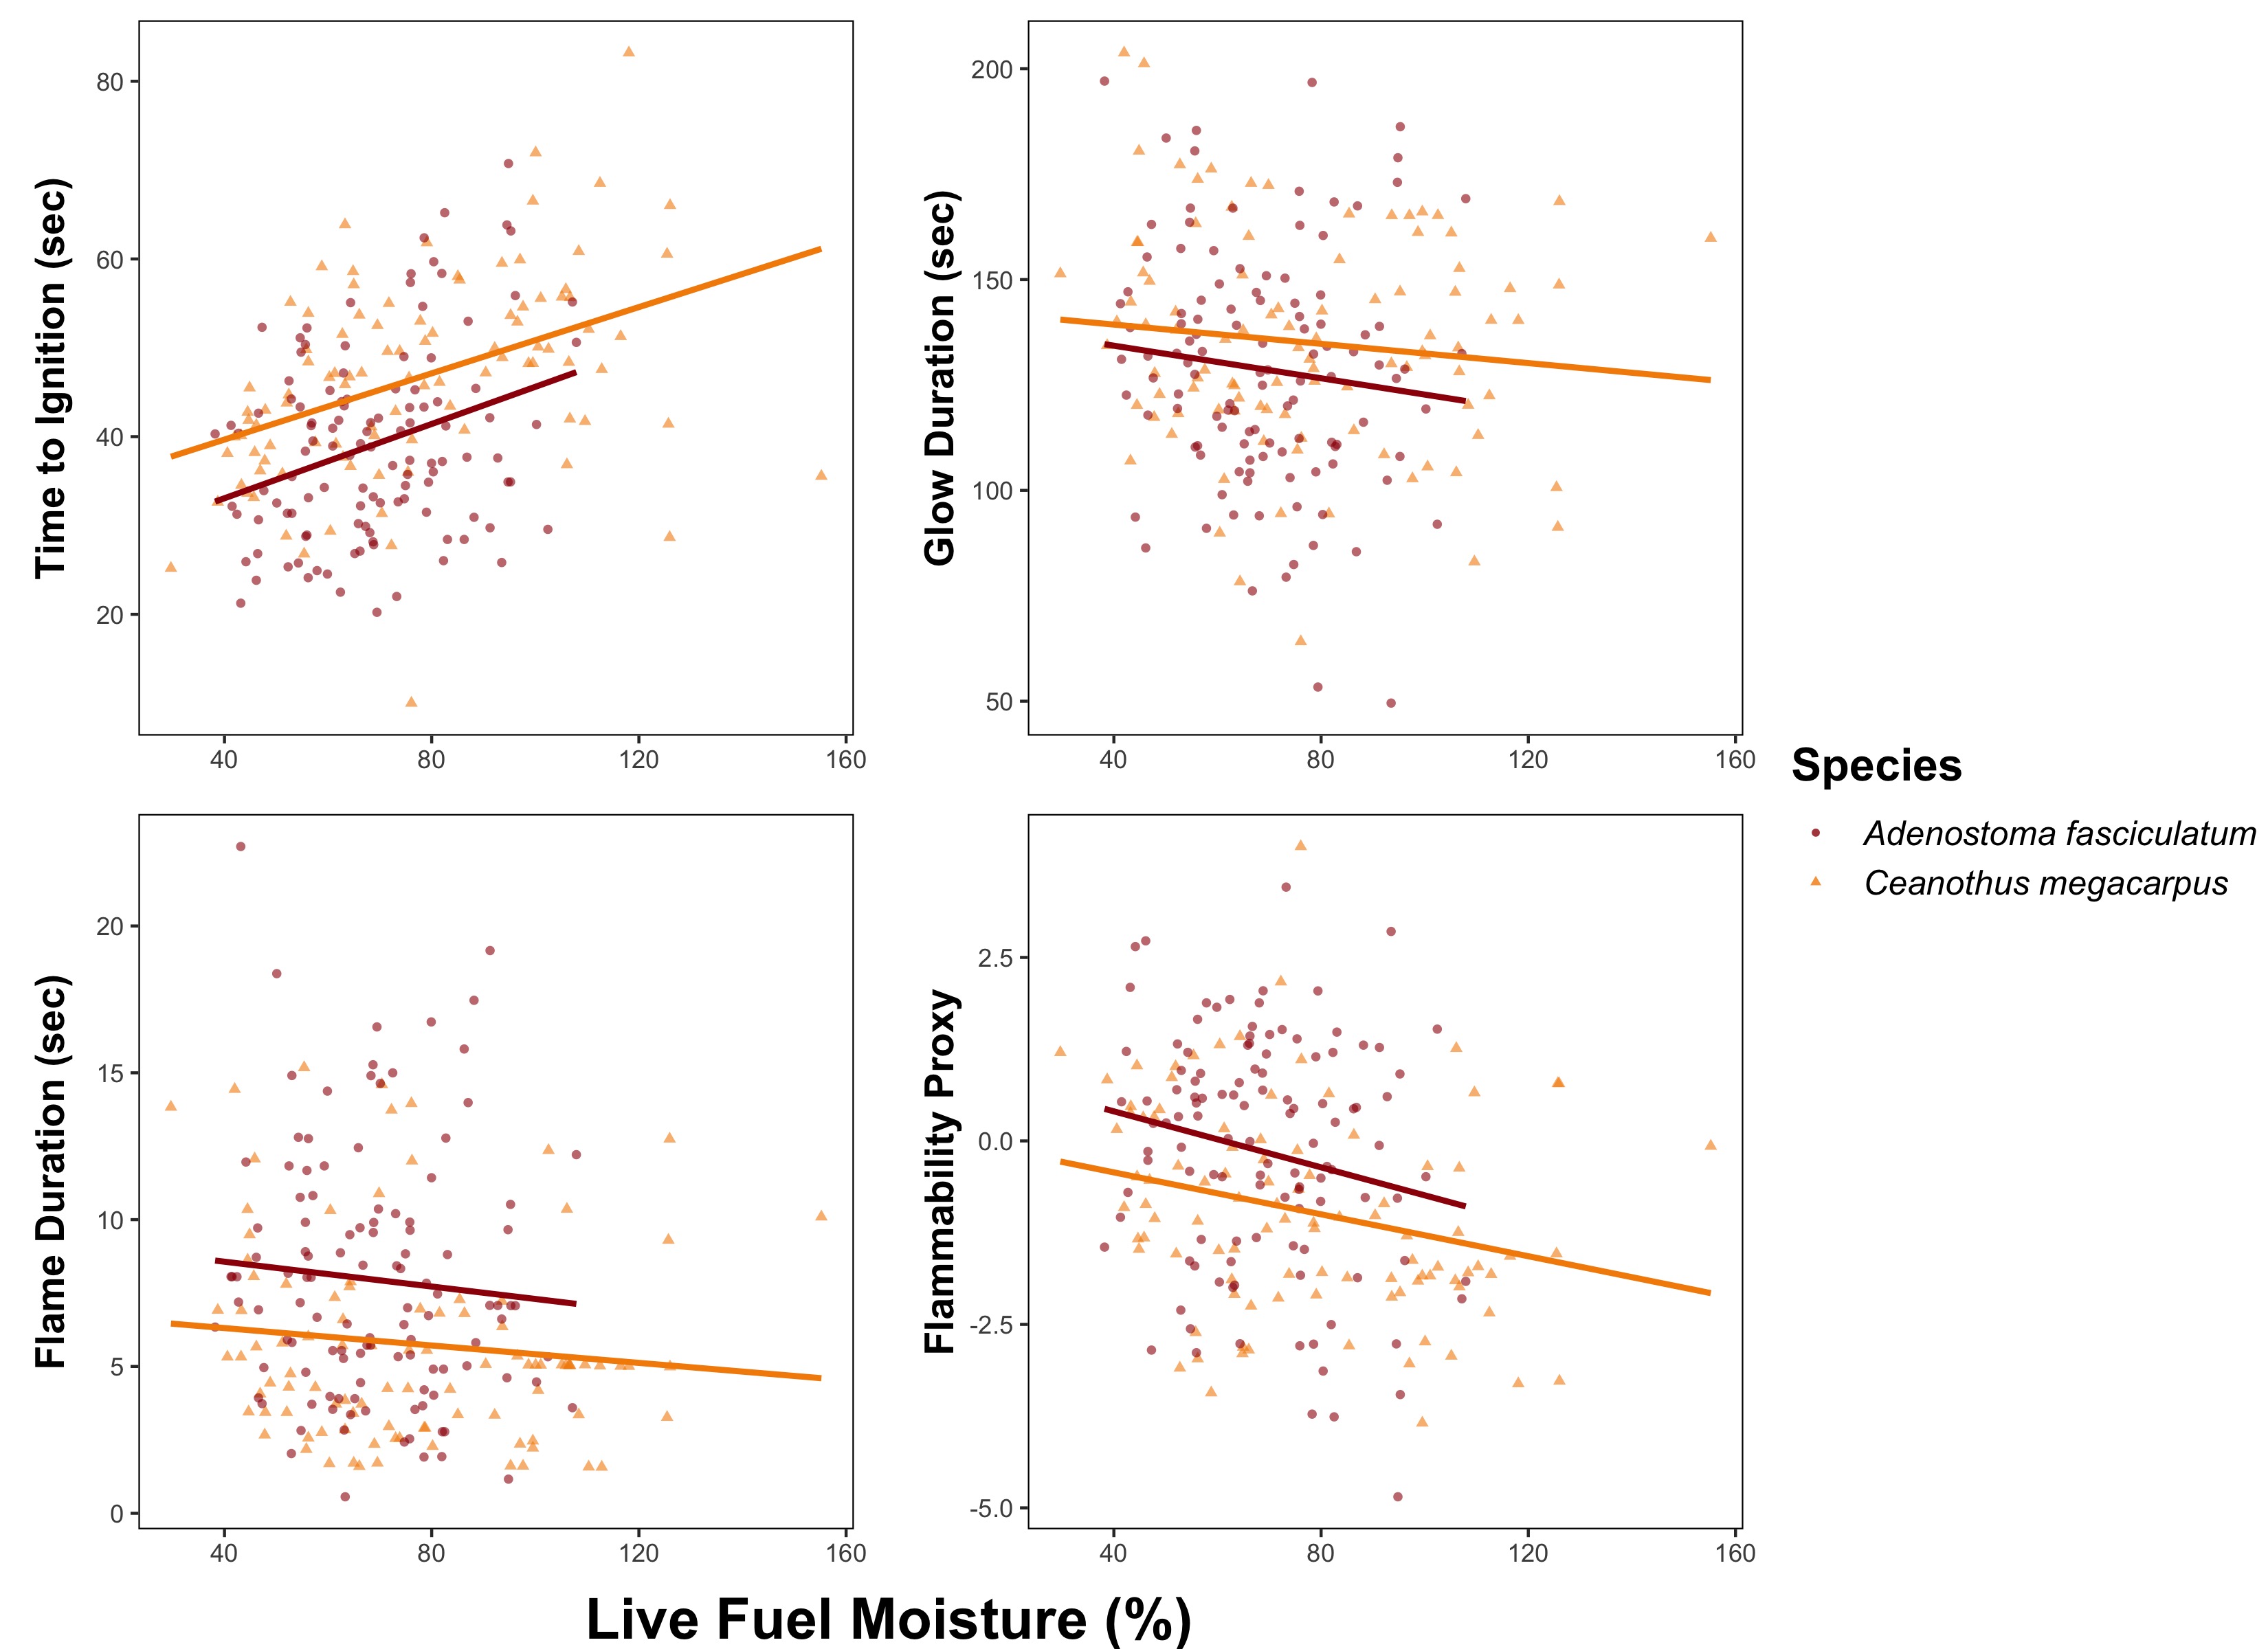 Time to Ignition (sec)
80
60
40
20
40 80 120 160
Glow Duration (sec)
200
150
100
50
40 80 120 160
Flame Duration (sec)
20
15
10
5
0
40 80 120 160
Flammability Proxy
2.5
0.0
-2.5
-5.0
40 80 120 160
Live Fuel Moisture (%)
Species
Adenostoma fasciculatum
Ceanothus megacarpus